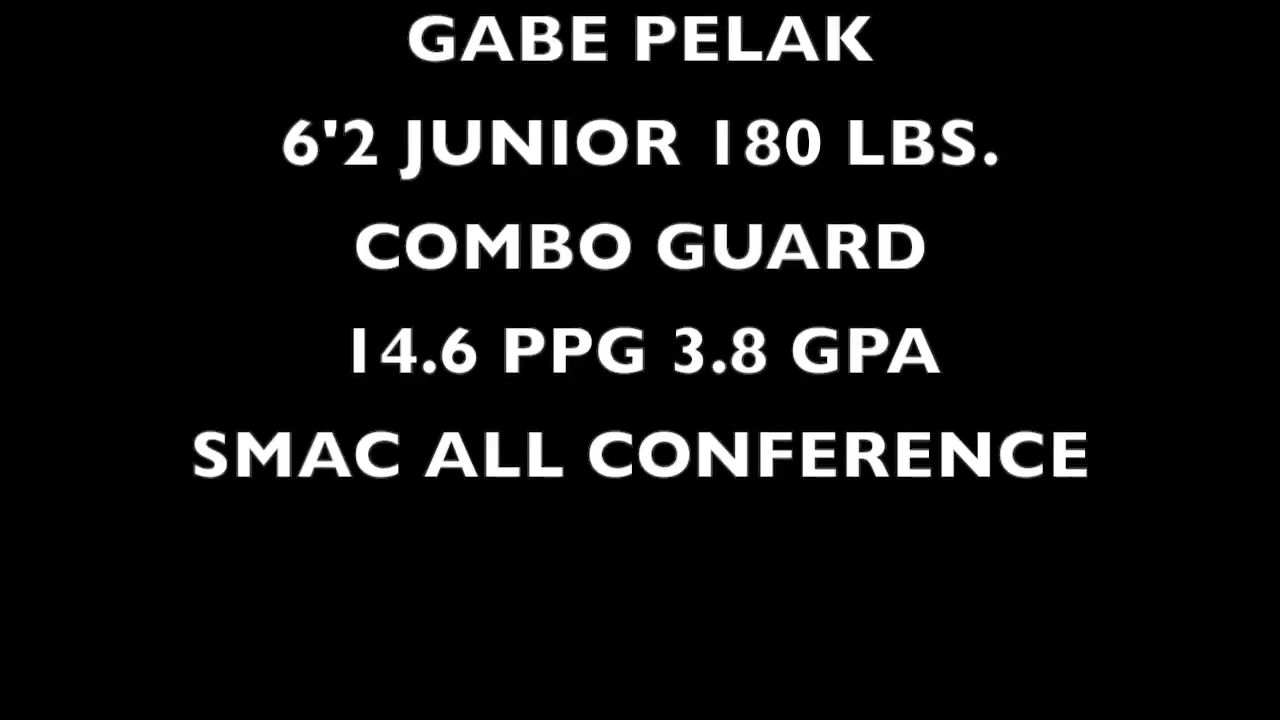 GABE PELAK
6'2 JUNIOR 180 LBS.
COMBO GUARD
14.6 PPG 3.8 GPA
SMAC ALL CONFERENCE